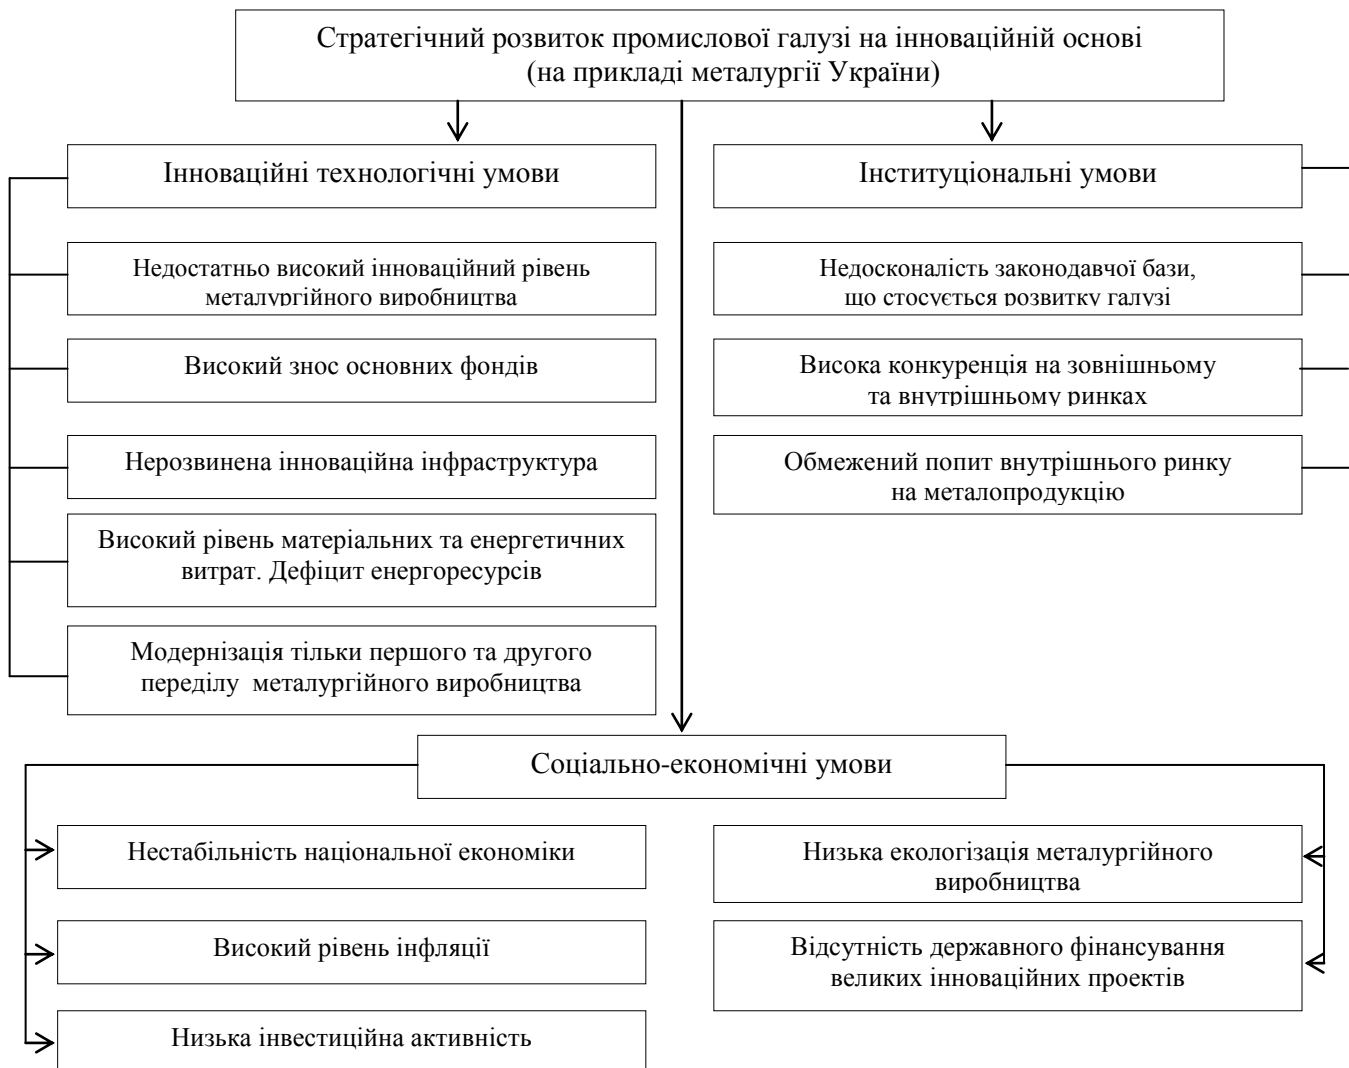 Стратегічний розвиток промислової галузі на інноваційній основі
(на прикладі металургії України)
Інноваційні технологічні умови
Недостатньо високий інноваційний рівень
металургійного виробництва
Високий знос основних фондів
Нерозвинена інноваційна інфраструктура
Високий рівень матеріальних та енергетичних
витрат. Дефіцит енергоресурсів
Модернізація тільки першого та другого
переділу металургійного виробництва
Інституціональні умови
Недосконалість законодавчої бази,
що стосується розвитку галузі
Висока конкуренція на зовнішньому
та внутрішньому ринках
Обмежений попит внутрішнього ринку
на металопродукцію
Соціально-економічні умови
Нестабільність національної економіки
Високий рівень інфляції
Низька інвестиційна активність
Низька екологізація металургійного
виробництва
Відсутність державного фінансування
великих інноваційних проектів